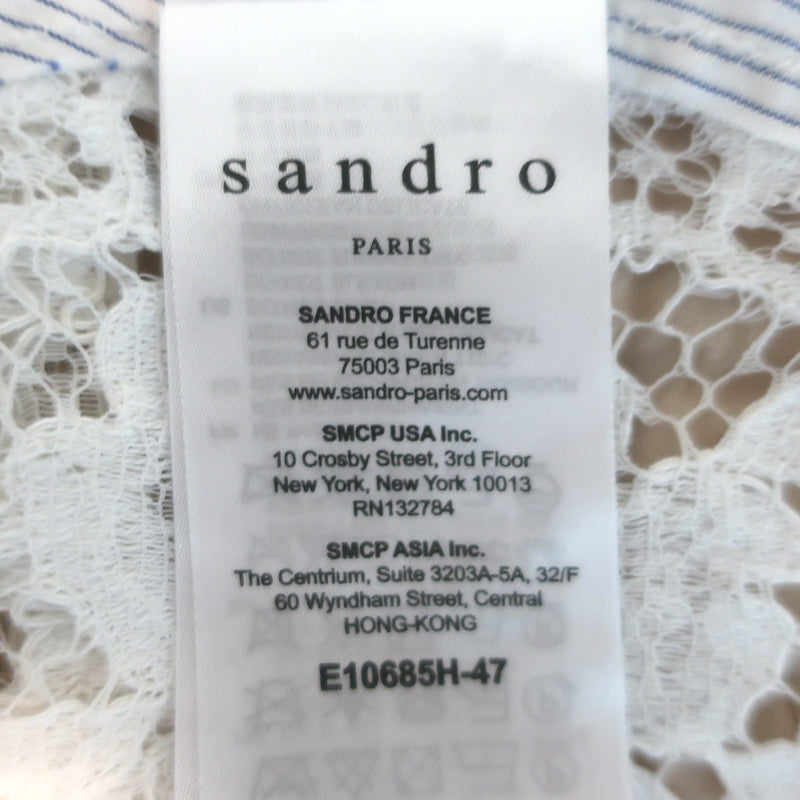 sandro
PARIS
SANDRO FRANCE
61 rue de Turenne
75003 Paris
www.sandro-paris.com
SMCP USA Inc.
10 Crosby Street, 3rd Floor
New York, New York 10013
RN132784
SMCP ASIA Inc.
The Centrium, Suite 3203A-5A, 32/F
60 Wyndham Street, Central
HONG-KONG
E10685H-47